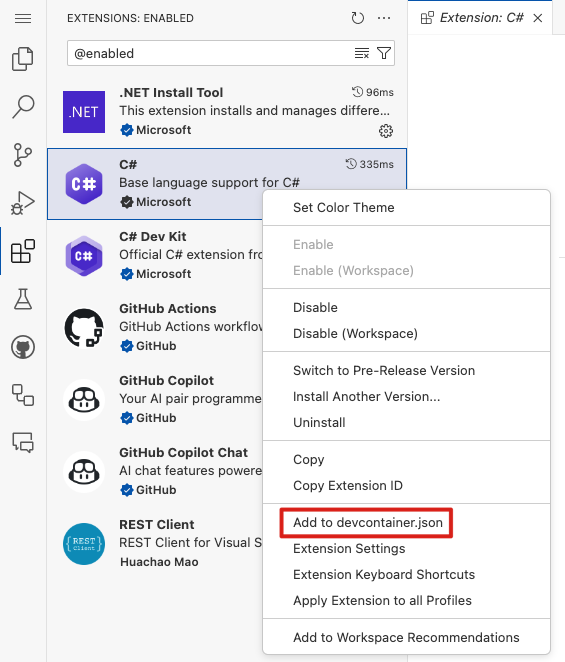 EXTENSIONS: ENABLED
Extension: C#
@enabled
.NET
.NET Install Tool
96ms
This extension installs and manages differe...
Microsoft
C#
C#
335ms
Base language support for C#
Microsoft
C#
C# Dev Kit
Official C# extension fro
Microsoft
GitHub Actions
GitHub Actions workflow
GitHub
GitHub Copilot
Your AI pair programme
GitHub
GitHub Copilot Chat
AI chat features powere
GitHub
REST
Client
REST Client
REST Client for Visual S
Huachao Mao
Set Color Theme
Enable
Enable (Workspace)
Disable
Disable (Workspace)
Switch to Pre-Release Version
Install Another Version...
Uninstall
Copy
Copy Extension ID
Add to devcontainer.json
Extension Settings
Extension Keyboard Shortcuts
Apply Extension to all Profiles
Add to Workspace Recommendations